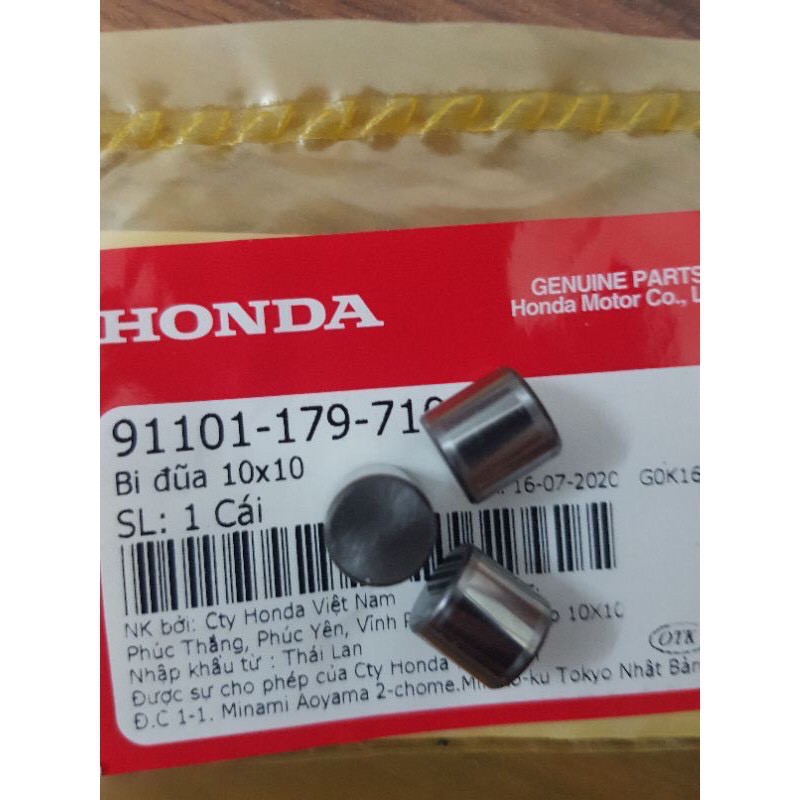 HONDA
GENUINE PARTS
Honda Motor Co., L
91101-179-71
Bi đũa 10x10
16-07-2020 G0K16
SL: 1 Cái
NK bởi: Cty Honda Việt Nam
10X10
Phúc Thắng, Phúc Yên, Vĩnh
Nhập khẩu từ : Thái Lan
OTK
Được sự cho phép của Cty Honda
Đ.C 1-1. Minami Aoyama 2-chome. Tokyo Nhật Bản